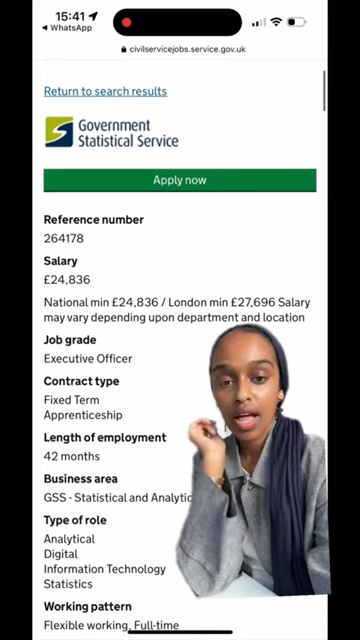 15:41
WhatsApp
civilservicejobs.service.gov.uk
Return to search results
Government
Statistical Service
Apply now
Reference number
264178
Salary
£24,836
National min £24,836 / London min £27,696 Salary
may vary depending upon department and location
Job grade
Executive Officer
Contract type
Fixed Term
Apprenticeship
Length of employment
42 months
Business area
GSS - Statistical and Analytic
Type of role
Analytical
Digital
Information Technology
Statistics
Working pattern
Flexible working, Full-time